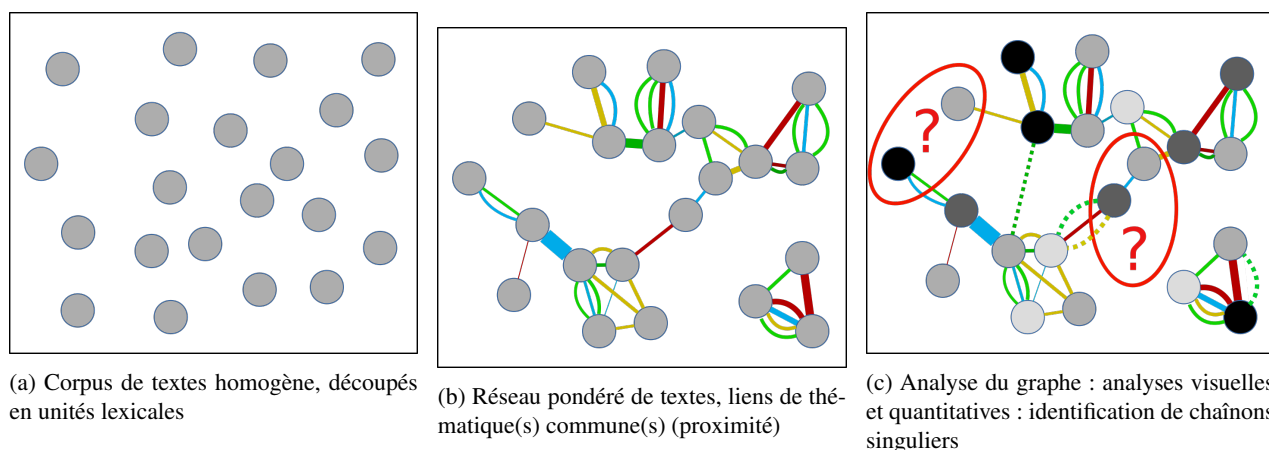 ?
?
(a) Corpus de textes homogène, découpés
en unités lexicales
(b) Réseau pondéré de textes, liens de thé-
matique(s) commune(s) (proximité)
(c) Analyse du graphe : analyses visuelles
et quantitatives : identification de chaînons
singuliers